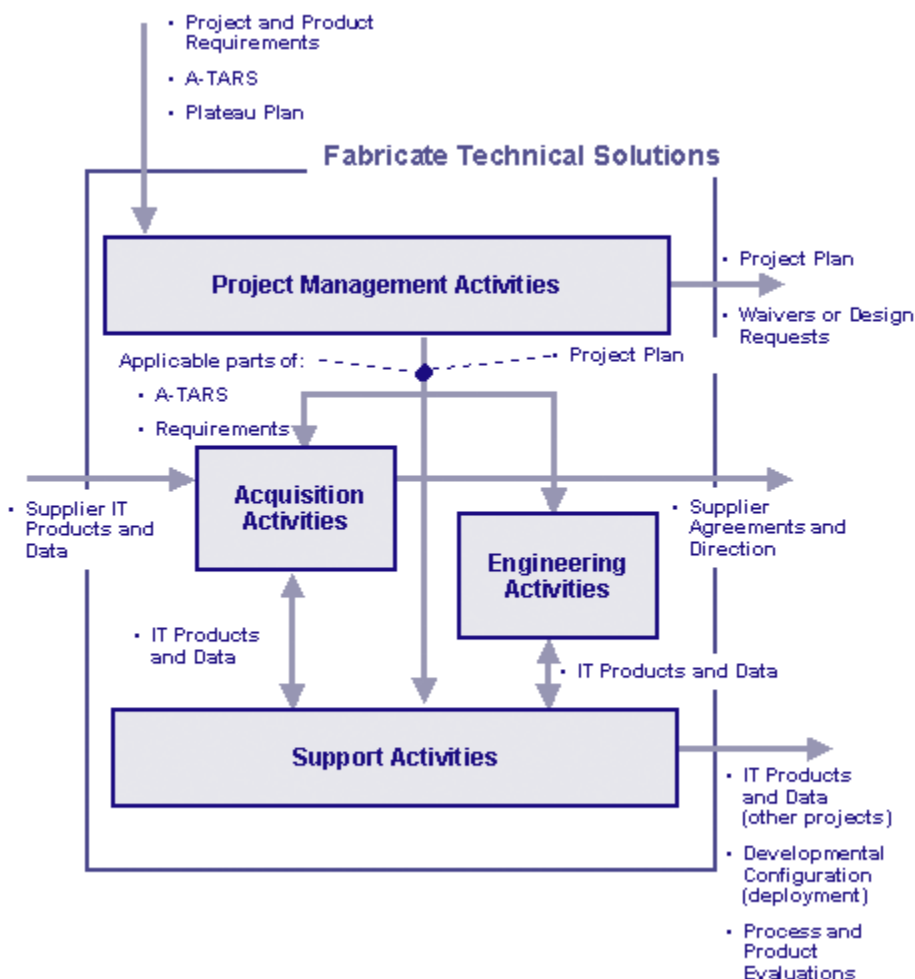 • Project and Product
Requirements
• A-TARS
• Plateau Plan
Fabricate Technical Solutions
Project Management Activities
• Project Plan
• Waivers or Design
Requests
Applicable parts of:
• Project Plan
• A-TARS
• Requirements
Acquisition
Activities
• Supplier IT
Products and
Data
• Supplier
Agreements and
Direction
Engineering
Activities
• IT Products
and Data
• IT Products and Data
Support Activities
• IT Products
and Data
(other projects)
• Developmental
Configuration
(deployment)
• Process and
Product
Evaluations